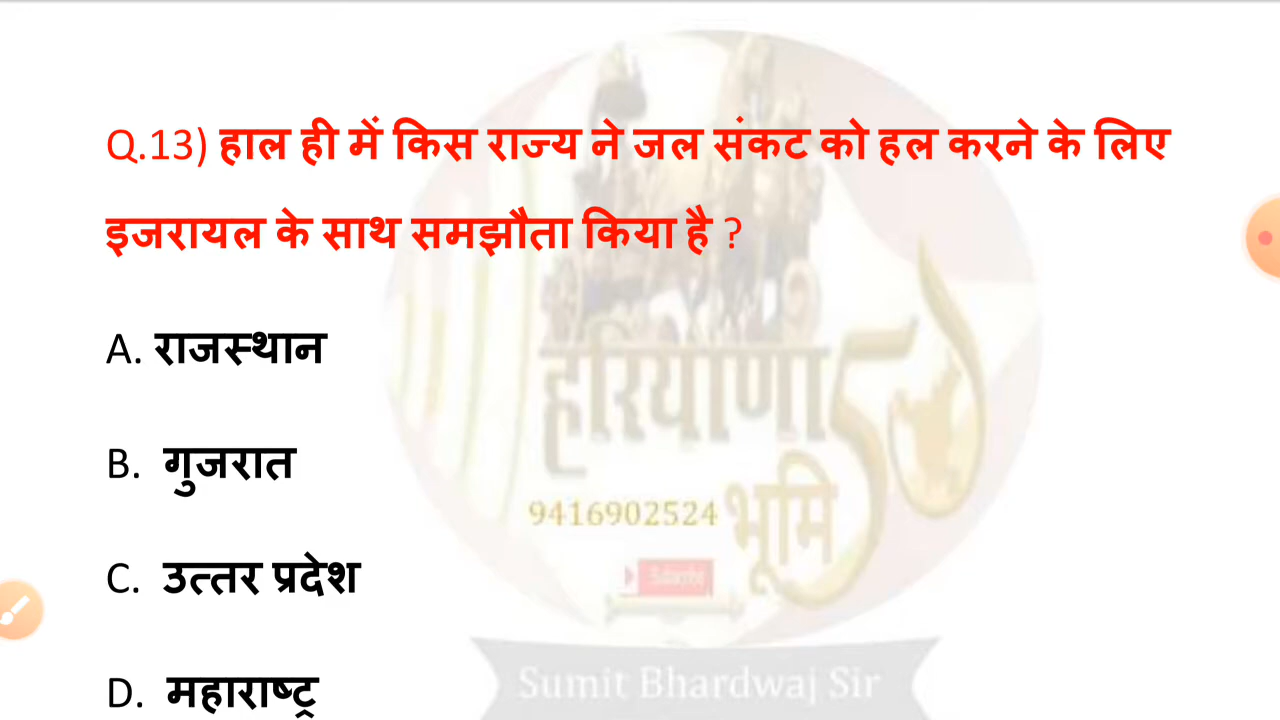 Q.13) हाल ही में किस राज्य ने जल संकट को हल करने के लिए
इजरायल के साथ समझौता किया है ?
A. राजस्थान
B. गुजरात
C. उत्तर प्रदेश
D. महाराष्ट्र
हरियाणा
भूमि
9416902524
Subscribe
Sumit Bhardwaj Sir